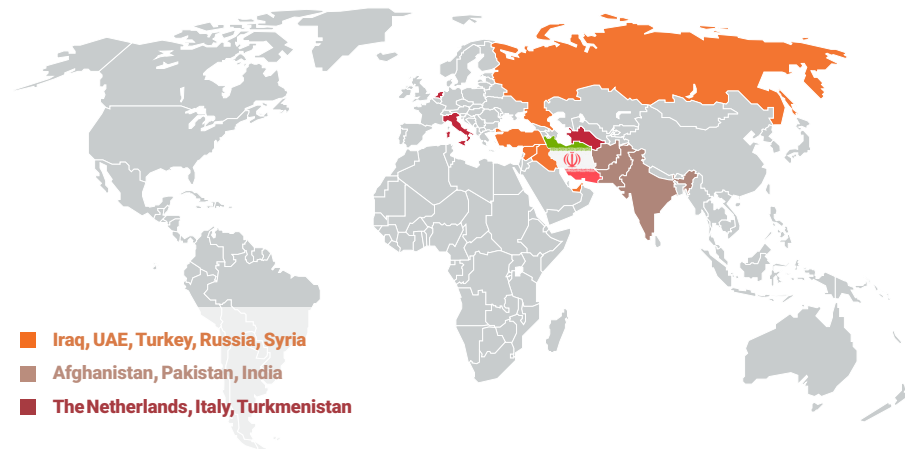 Iraq, UAE, Turkey, Russia, Syria
Afghanistan, Pakistan, India
The Netherlands, Italy, Turkmenistan